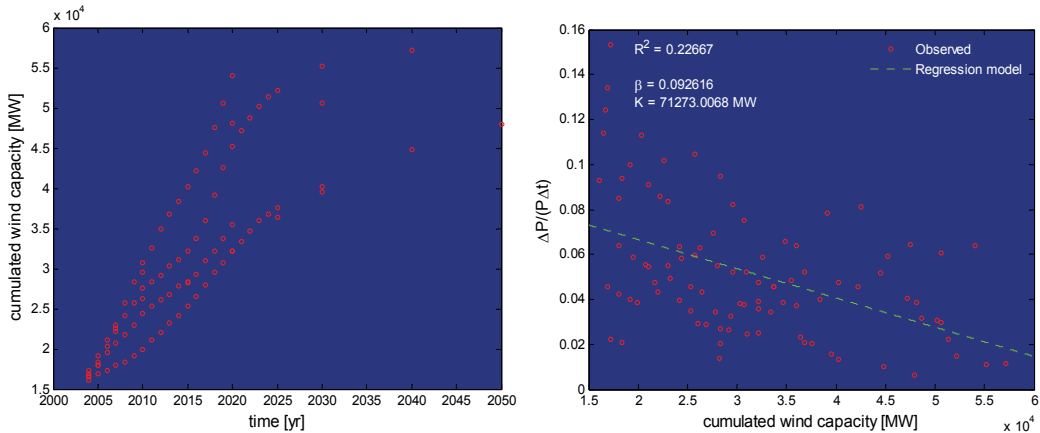 x 10^4
6
5.5
5
4.5
4
3.5
3
2.5
2
1.5
2000 2005 2010 2015 2020 2025 2030 2035 2040 2045 2050
time [yr]
cumulated wind capacity [MW]
0.16
0.14
0.12
0.1
0.08
0.06
0.04
0.02
0
1.5 2 2.5 3 3.5 4 4.5 5 5.5 6
x 10^4
cumulated wind capacity [MW]
ΔP/(PΔt)
R^2 = 0.22667
β = 0.092616
K = 71273.0068 MW
Observed
Regression model